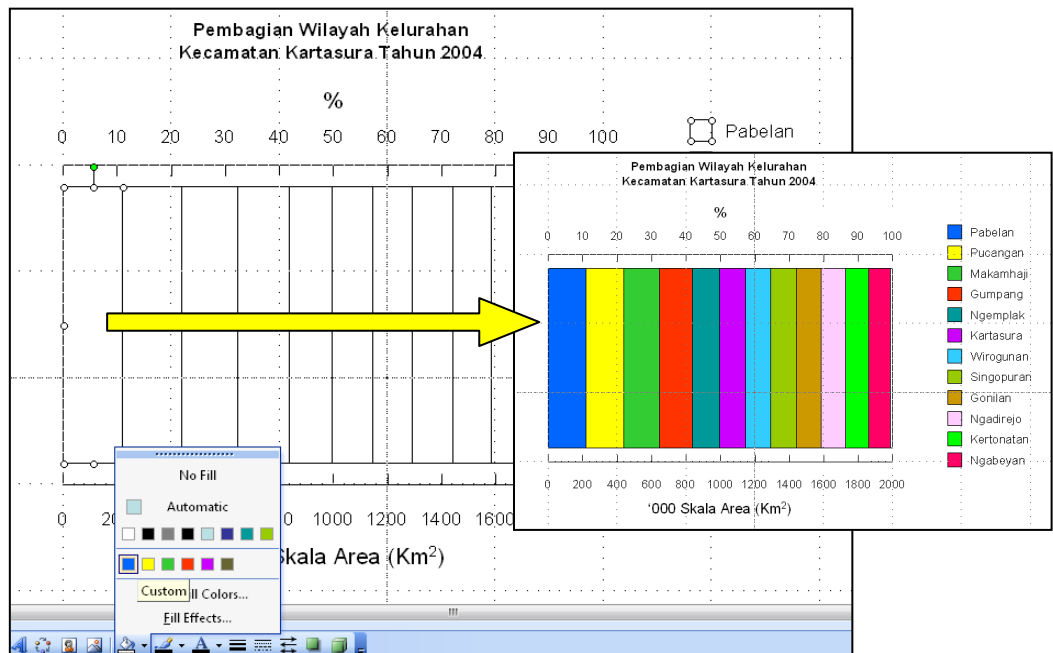 Pembagian Wilayah Kelurahan
Kecamatan Kartasura Tahun 2004
%
0 10 20 30 40 50 60 70 80 90 100
Pabelan
0 1000 1200 1400 1600
kala Area (Km²)
No Fill
Automatic
Custom ll Colors...
Fill Effects...
Pembagian Wilayah Kelurahan
Kecamatan Kartasura Tahun 2004
%
0 10 20 30 40 50 60 70 80 90 100
Pabelan
Pucangan
Makamhaji
Gumpang
Ngemplak
Kartasura
Wirogunan
Singopuran
Gonilan
Ngadirejo
Kertonatan
Ngabeyan
0 200 400 600 800 1000 1200 1400 1600 1800 2000
'000 Skala Area (Km²)